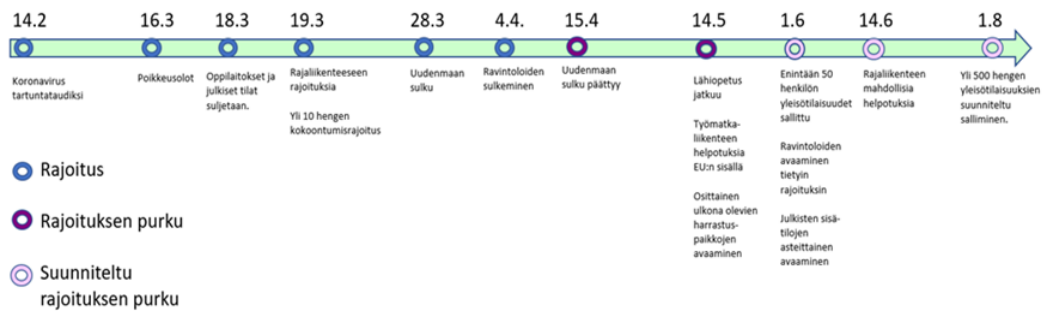 14.2
16.3
18.3
19.3
28.3
4.4.
15.4
14.5
1.6
14.6
1.8
Koronavirus
tartuntataudiksi
Poikkeusolot
Oppilaitokset ja
julkiset tilat
suljetaan.
Rajaliikenteeseen
rajoituksia
Yli 10 hengen
kokoontumisrajoitus
Uudenmaan
sulku
Ravintoloiden
sulkeminen
Uudenmaan
sulku päättyy
Lähiopetus
jatkuu
Työmatka-
liikenteen
helpotuksia
EU:n sisällä
Osittainen
ulkona olevien
harrastus-
paikkojen
avaaminen
Enintään 50
henkilön
yleisötilaisuudet
sallittu
Ravintoloiden
avaaminen
tietyin
rajoituksin
Julkisten sisä-
tilojen
asteittainen
avaaminen
Rajaliikenteen
mahdollisia
helpotuksia
Yli 500 hengen
yleisötilaisuuksien
suunniteltu
salliminen.
Rajoitus
Rajoituksen purku
Suunniteltu
rajoituksen purku